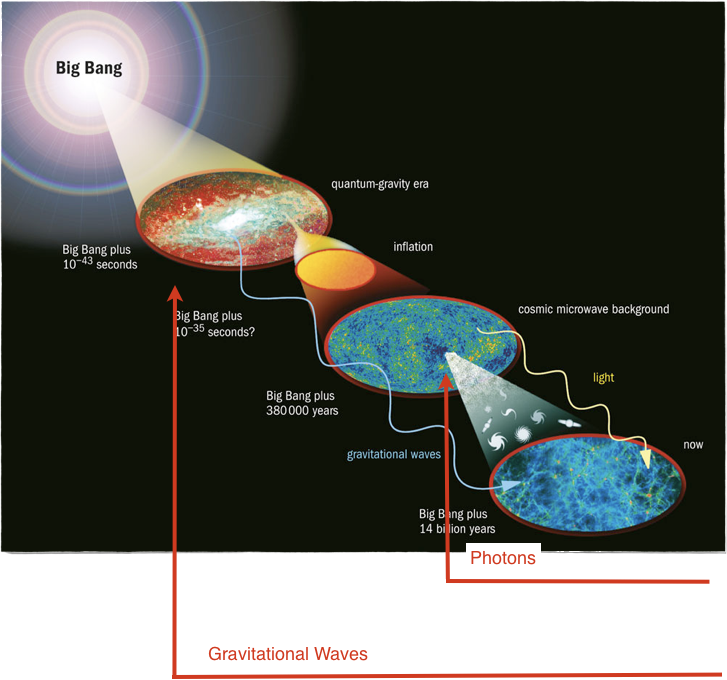 Big Bang
quantum-gravity era
Big Bang plus
10⁻⁴³ seconds
inflation
Big Bang plus
10⁻³⁵ seconds?
cosmic microwave background
light
Big Bang plus
380 000 years
now
gravitational waves
Big Bang plus
14 billion years
Photons
Gravitational Waves